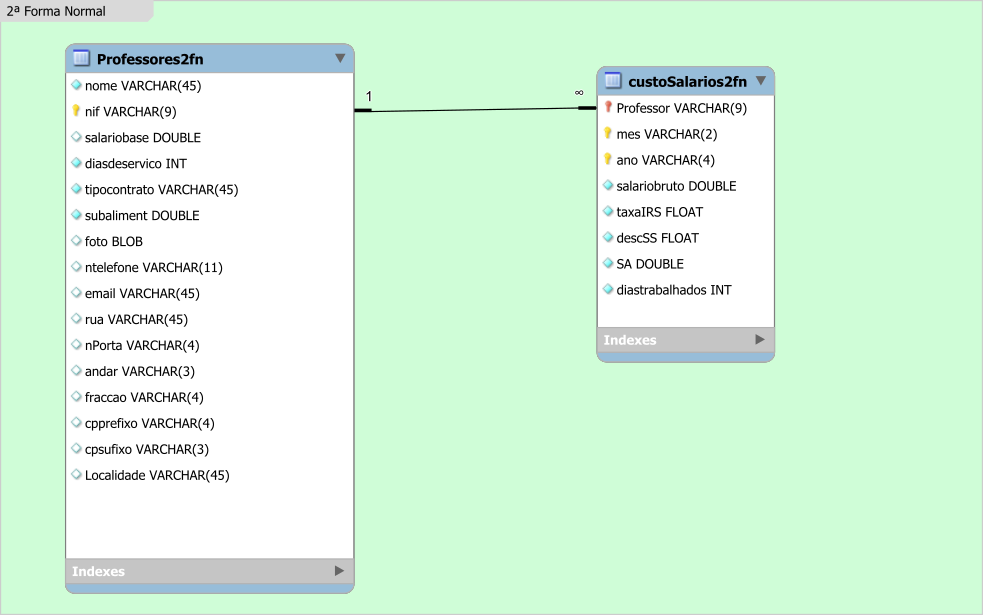 2ª Forma Normal
Professores2fn
nome VARCHAR(45)
nif VARCHAR(9)
salariobase DOUBLE
diasdeservico INT
tipocontrato VARCHAR(45)
subaliment DOUBLE
foto BLOB
ntelefone VARCHAR(11)
email VARCHAR(45)
rua VARCHAR(45)
nPorta VARCHAR(4)
andar VARCHAR(3)
fraccao VARCHAR(4)
cpprefixo VARCHAR(4)
cpsufixo VARCHAR(3)
Localidade VARCHAR(45)
Indexes
1
∞
custoSalarios2fn
Professor VARCHAR(9)
mes VARCHAR(2)
ano VARCHAR(4)
salariobruto DOUBLE
taxaIRS FLOAT
descSS FLOAT
SA DOUBLE
diastrabalhados INT
Indexes